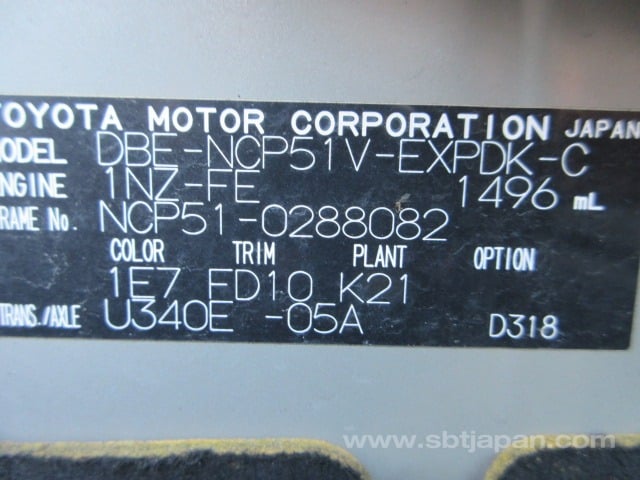 TOYOTA MOTOR CORPORATION JAPAN
MODEL DBE-NCP51V-EXPDK-C
ENGINE 1NZ-FE 1496 mL
FRAME No. NCP51-0288082
COLOR TRIM PLANT OPTION
1E7 FD10 K21
TRANS./AXLE U340E -05A D318
www.sbtjapan.com